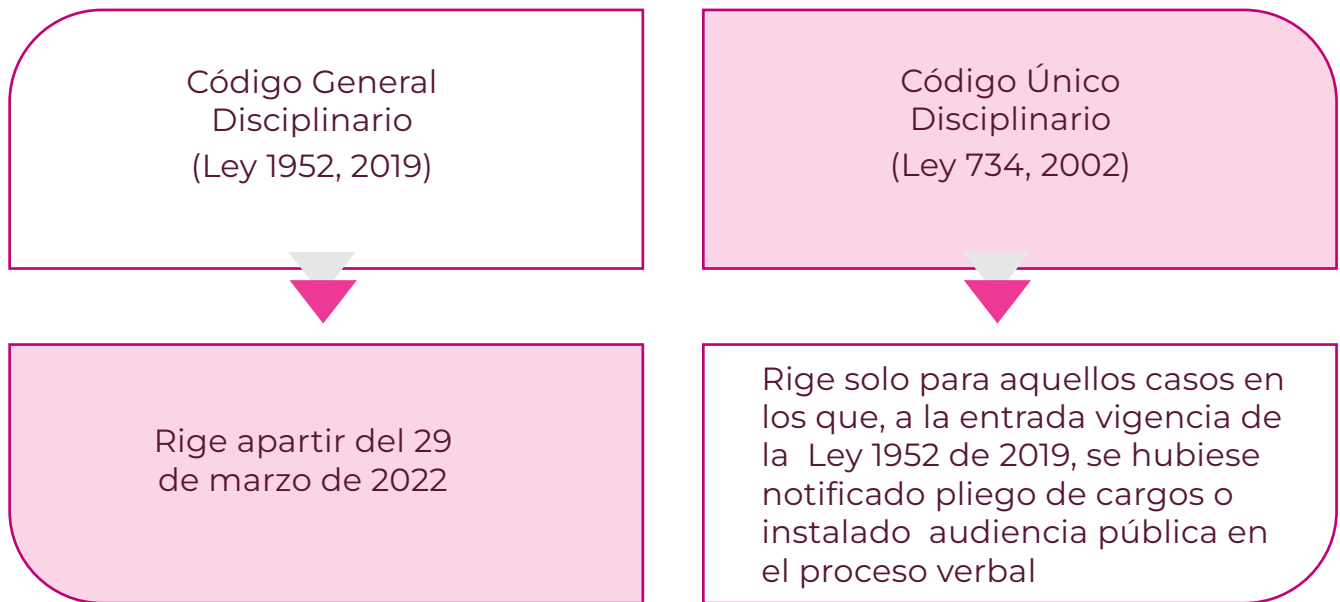 Código General
Disciplinario
(Ley 1952, 2019)
Código Único
Disciplinario
(Ley 734, 2002)
Rige apartir del 29
de marzo de 2022
Rige solo para aquellos casos en
los que, a la entrada vigencia de
la  Ley 1952 de 2019, se hubiese
notificado pliego de cargos o
instalado  audiencia pública en
el proceso verbal